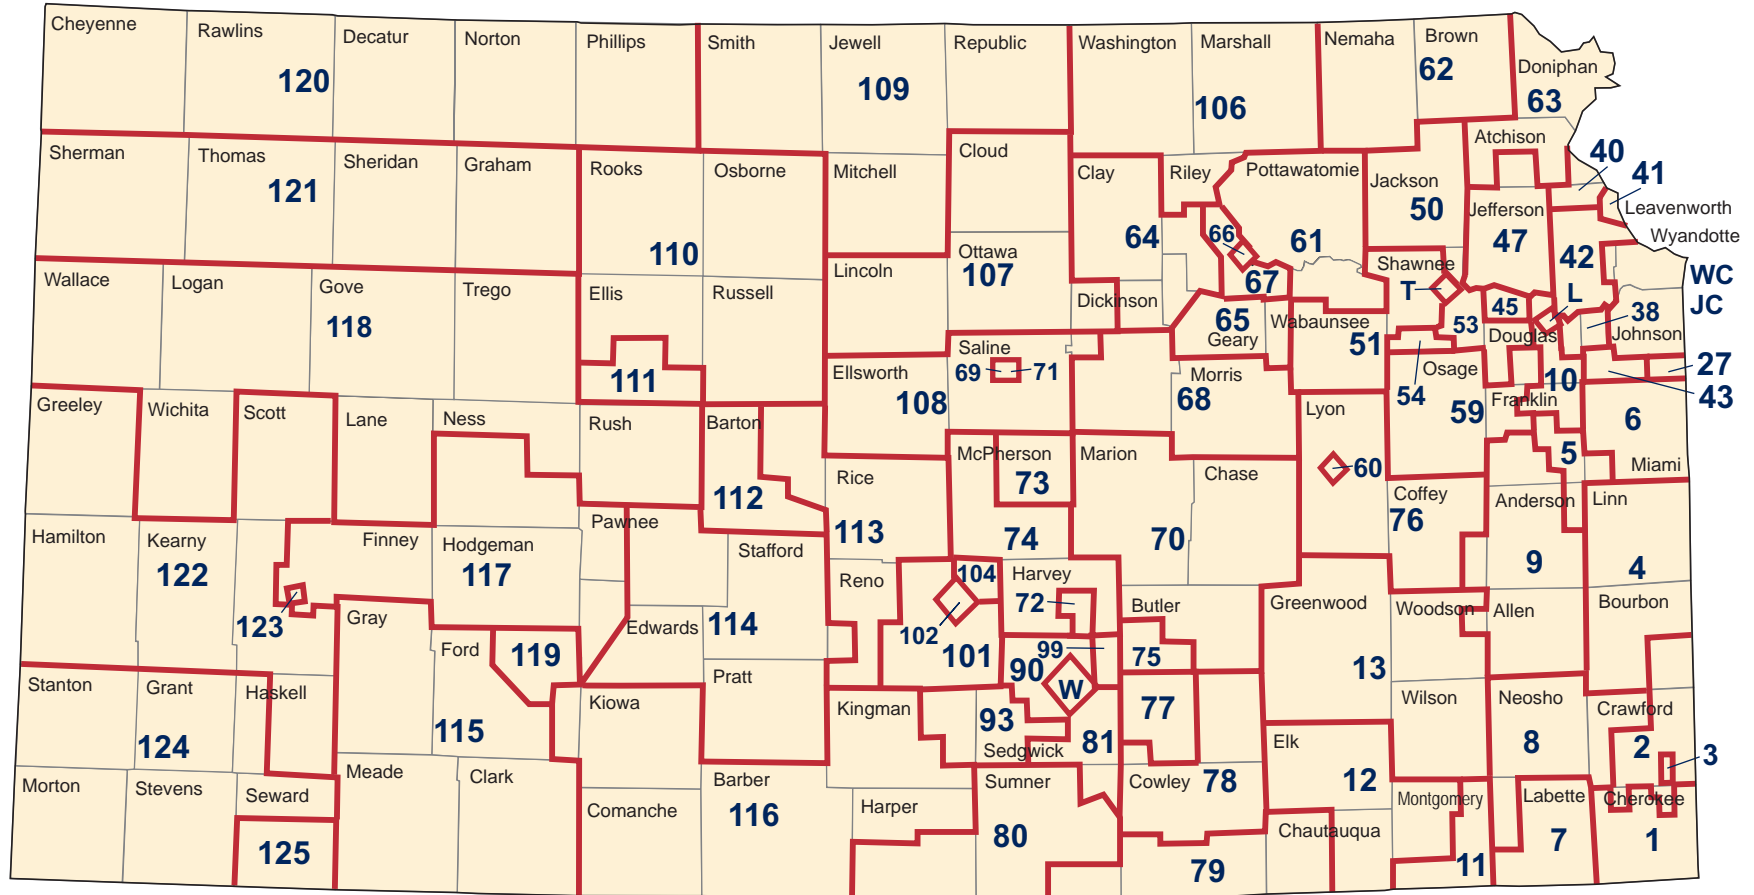 Cheyenne
Rawlins
Decatur
Norton
Phillips
Smith
Jewell
Republic
Washington
Marshall
Nemaha
Brown
Doniphan
120
109
106
62
63
Sherman
Thomas
Sheridan
Graham
Rooks
Osborne
Mitchell
Cloud
Clay
Riley
Pottawatomie
Jackson
Atchison
40
41
121
110
64
66
61
50
Jefferson
47
Leavenworth
Wyandotte
Wallace
Logan
Gove
Trego
Ellis
Russell
Lincoln
Ottawa
107
Dickinson
67
Shawnee
T
42
L
WC
JC
118
111
65
Geary
Wabaunsee
51
53
45
Douglas
38
Johnson
Saline
69
71
Ellsworth
108
Morris
68
54
Osage
59
10
Franklin
27
43
6
Greeley
Wichita
Scott
Lane
Ness
Rush
Barton
112
Rice
McPherson
73
Marion
Chase
Lyon
60
5
Miami
Hamilton
Kearny
122
Finney
Hodgeman
117
Pawnee
Stafford
113
74
70
Coffey
76
Anderson
9
Linn
4
123
Gray
Ford
119
Edwards
114
Reno
104
102
101
Harvey
72
99
90
W
Butler
75
Greenwood
13
Woodson
Allen
Bourbon
Stanton
Grant
124
Haskell
115
Kiowa
Pratt
Kingman
93
Sedgwick
81
77
Wilson
Neosho
8
Crawford
2
3
Morton
Stevens
Seward
125
Meade
Clark
Comanche
Barber
116
Harper
Sumner
80
Cowley
78
79
Elk
12
Chautauqua
Montgomery
11
Labette
7
Cherokee
1